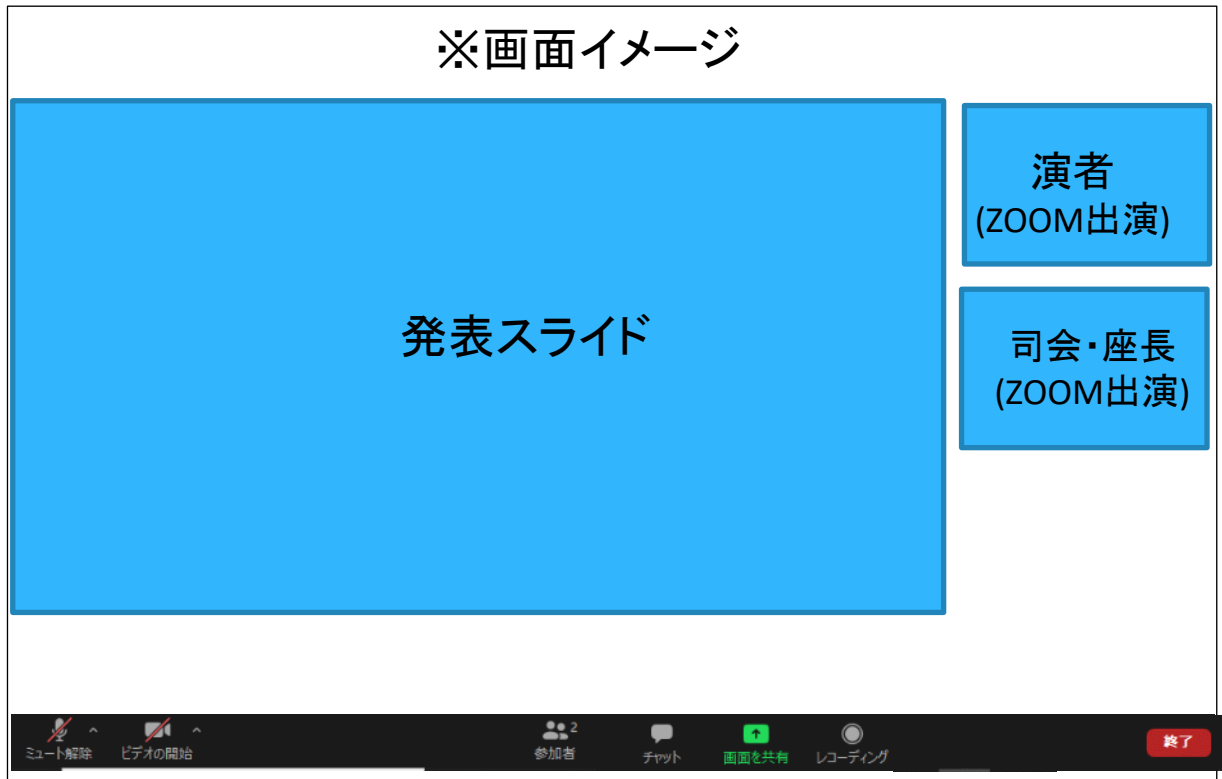 ※画面イメージ
発表スライド
演者
(ZOOM出演)
司会・座長
(ZOOM出演)
ミュート解除
ビデオの開始
2
参加者
チャット
画面を共有
レコーディング
終了